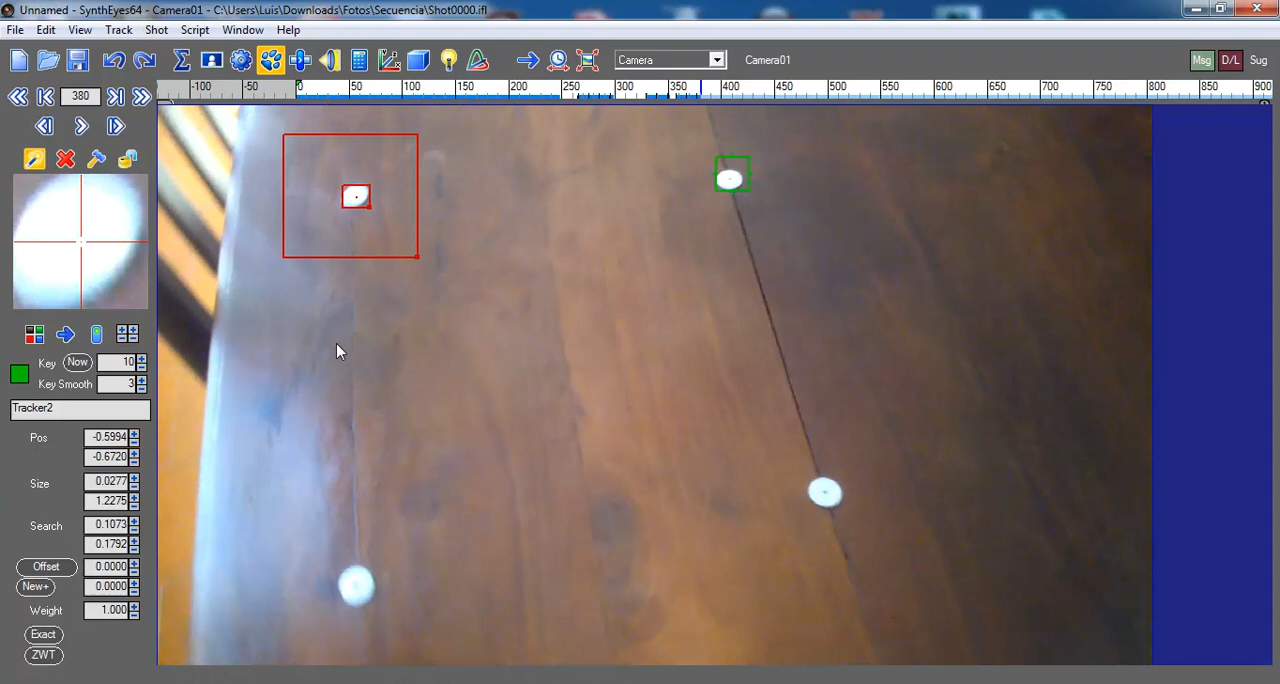 Unnamed - SynthEyes64 - Camera01 - C:\Users\Luis\Downloads\Fotos\Secuencia\Shot0000.ifl
File Edit View Track Shot Script Window Help
Camera Camera01 Msg D/L Sug
-100 -50 0 50 100 150 200 250 300 350 400 450 500 550 600 650 700 750 800 850 900
380
Key Now 10
Key Smooth 3
Tracker2
Pos -0.5994
-0.6720
Size 0.0277
1.2275
Search 0.1073
0.1792
Offset 0.0000
New+ 0.0000
Weight 1.000
Exact
ZWT